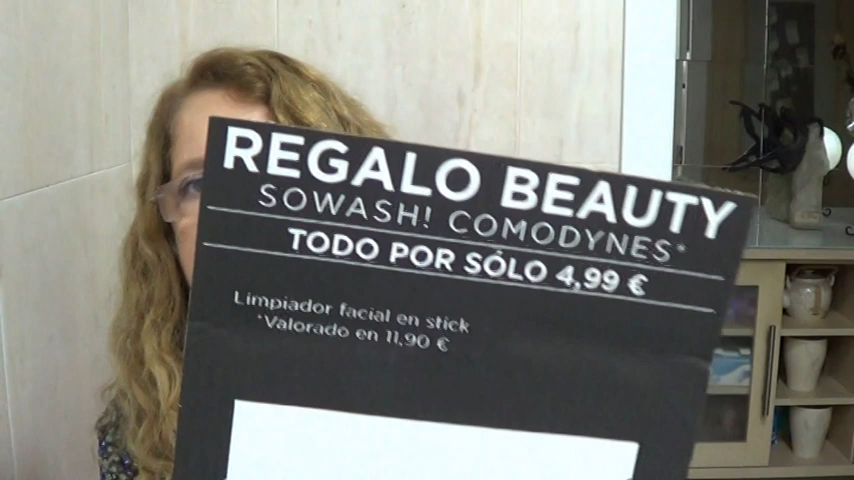 REGALO BEAUTY
SOWASH! COMODYNES*
TODO POR SÓLO 4,99 €
Limpiador facial en stick
*Valorado en 11,90 €